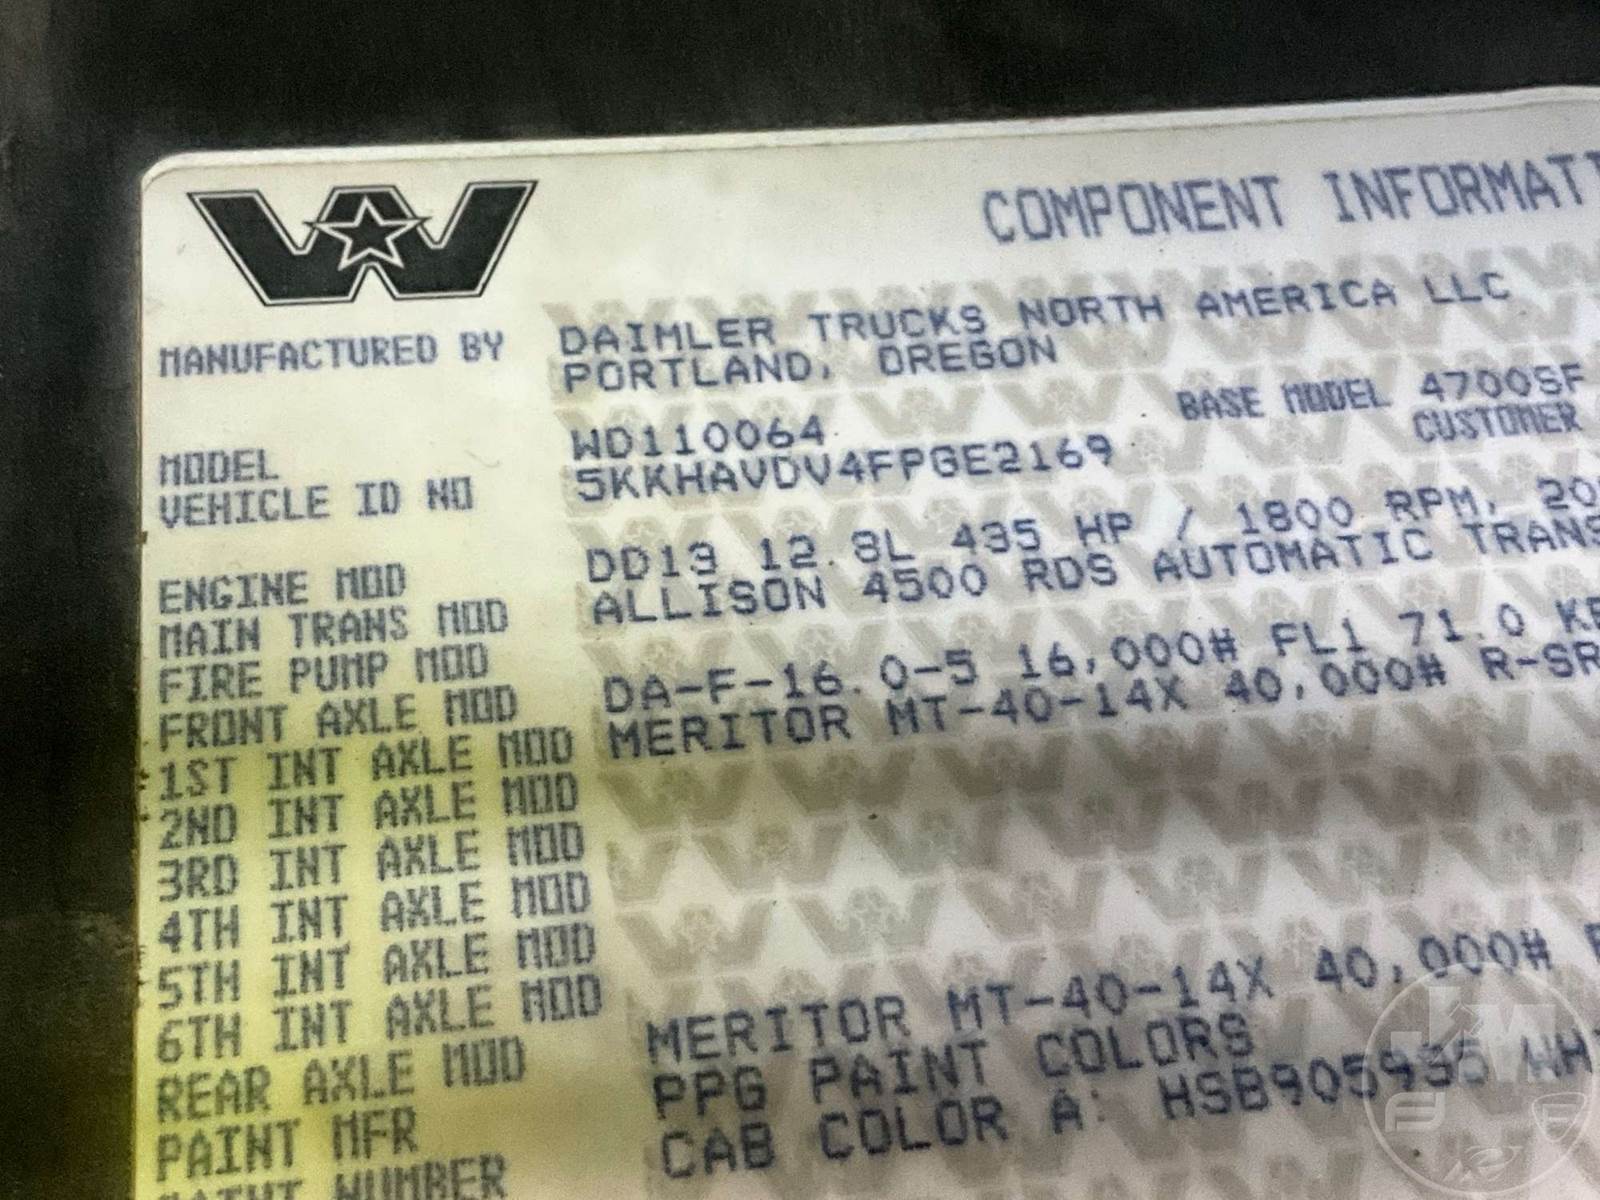 COMPONENT INFORMATI
MANUFACTURED BY DAIMLER TRUCKS NORTH AMERICA LLC
PORTLAND, OREGON
MODEL WD110064 BASE MODEL 4700SF
VEHICLE ID NO 5KKHAVDV4FPGE2169 CUSTOMER
ENGINE MOD DD13 12.8L 435 HP / 1800 RPM, 20
MAIN TRANS MOD ALLISON 4500 RDS AUTOMATIC TRANS
FIRE PUMP MOD
FRONT AXLE MOD DA-F-16.0-5 16,000# FL1 71.0 K
1ST INT AXLE MOD MERITOR MT-40-14X 40,000# R-SR
2ND INT AXLE MOD
3RD INT AXLE MOD
4TH INT AXLE MOD
5TH INT AXLE MOD
6TH INT AXLE MOD
REAR AXLE MOD MERITOR MT-40-14X 40,000#
PAINT MFR PPG PAINT COLORS
PAINT NUMBER CAB COLOR A: WH